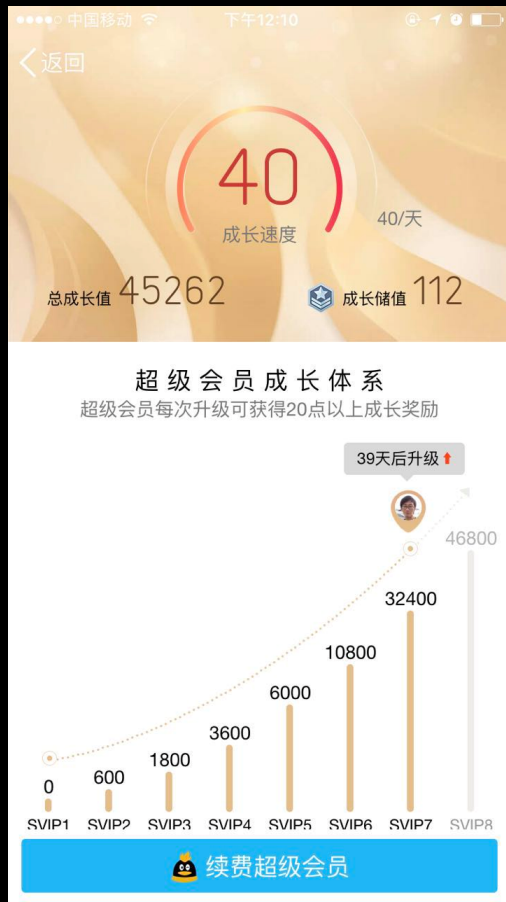 中国移动 下午12:10
返回
40
成长速度
40/天
总成长值 45262 成长储值 112
超级会员成长体系
超级会员每次升级可获得20点以上成长奖励
39天后升级
46800
32400
10800
6000
3600
1800
600
0
SVIP1 SVIP2 SVIP3 SVIP4 SVIP5 SVIP6 SVIP7 SVIP8
续费超级会员